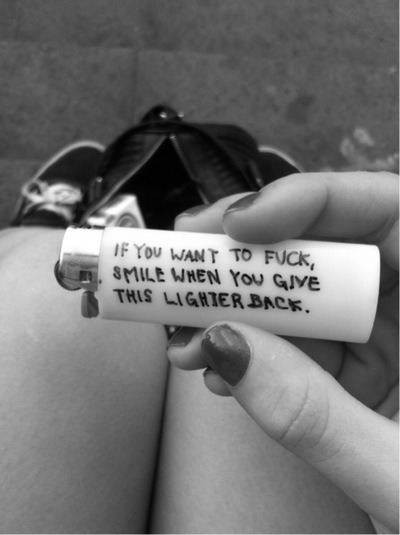 IF YOU WANT TO FUCK,
SMILE WHEN YOU GIVE
THIS LIGHTER BACK.